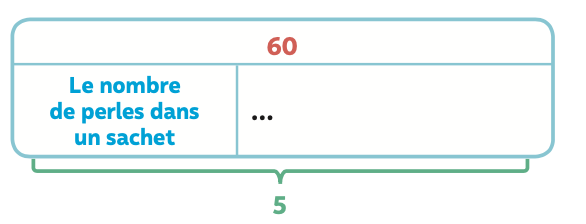 60
Le nombre
de perles dans
un sachet
...
5